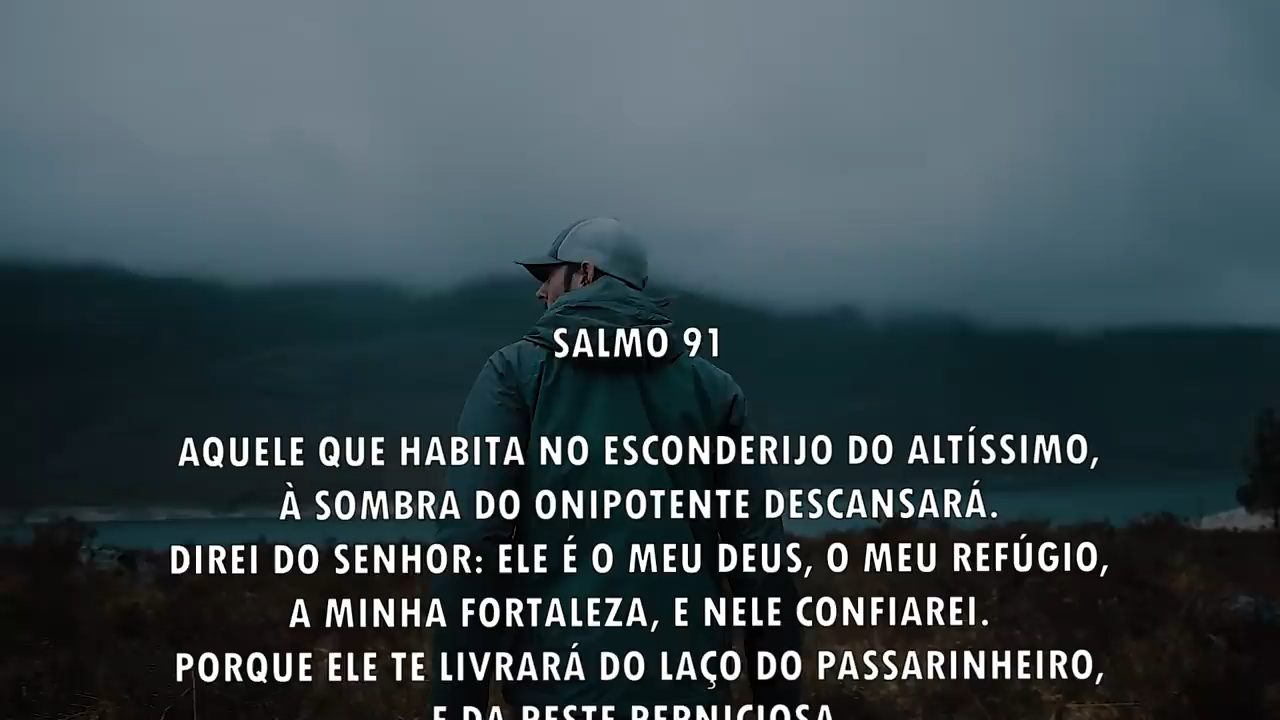 SALMO 91
AQUELE QUE HABITA NO ESCONDERIJO DO ALTÍSSIMO,
À SOMBRA DO ONIPOTENTE DESCANSARÁ.
DIREI DO SENHOR: ELE É O MEU DEUS, O MEU REFÚGIO,
A MINHA FORTALEZA, E NELE CONFIAREI.
PORQUE ELE TE LIVRARÁ DO LAÇO DO PASSARINHEIRO,
E DA PESTE PERNICIOSA.